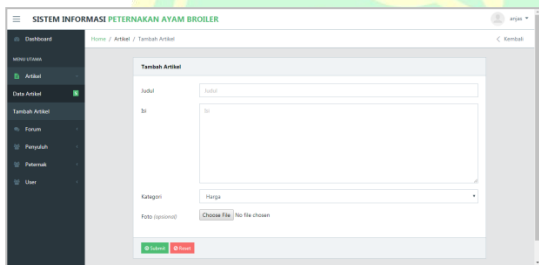 SISTEM INFORMASI PETERNAKAN AYAM BROILER
anjas
Dashboard
Home / Artikel / Tambah Artikel
Kembali
MENU UTAMA
Artikel
Data Artikel
Tambah Artikel
Forum
Penyuluh
Peternak
User
Tambah Artikel
Judul
Judul
Isi
Isi
Kategori
Harga
Foto (opsional)
Choose File No file chosen
Submit
Reset